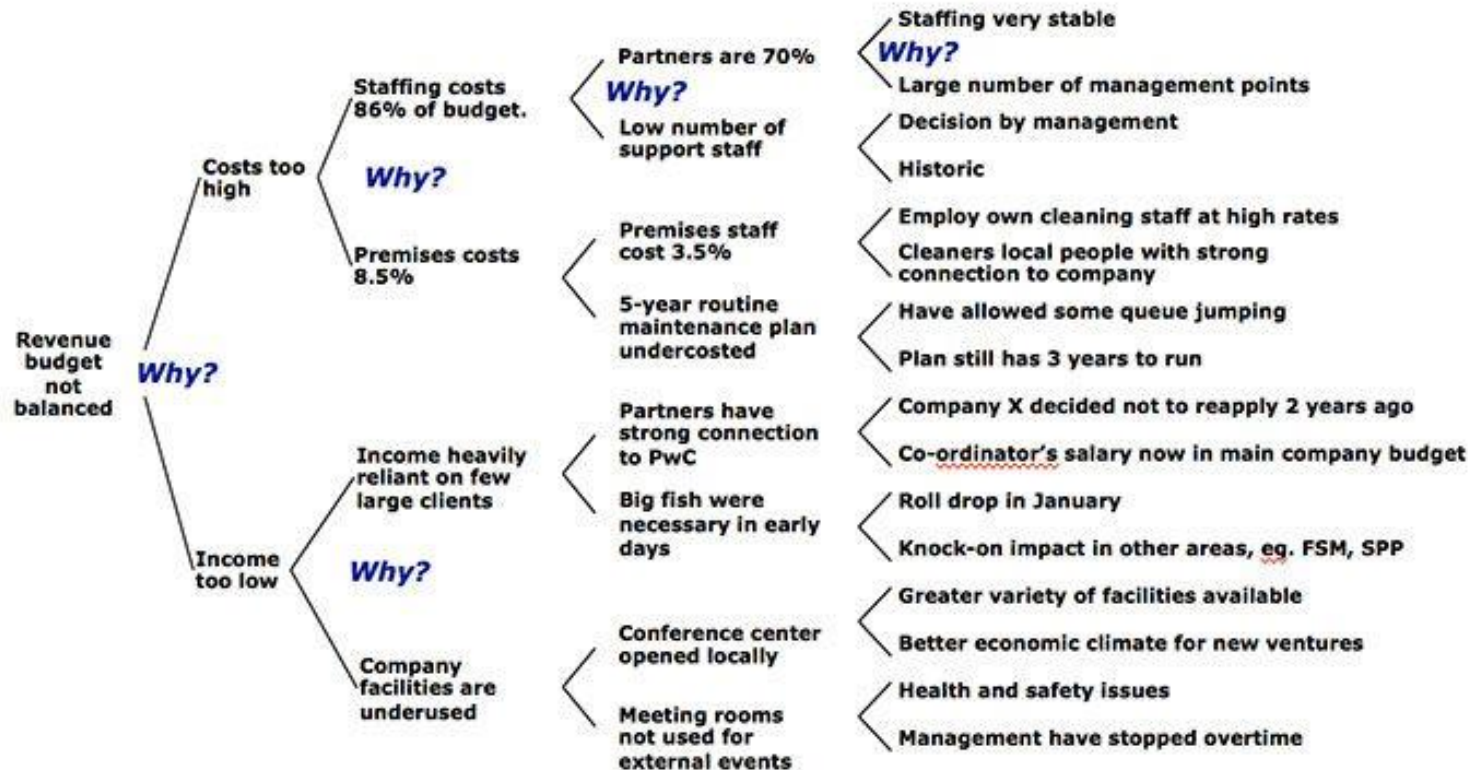 Revenue
budget
not
balanced
Why?
Costs too
high
Why?
Staffing costs
86% of budget.
Why?
Partners are 70%
Why?
Staffing very stable
Large number of management points
Low number of
support staff
Decision by management
Historic
Premises costs
8.5%
Premises staff
cost 3.5%
Employ own cleaning staff at high rates
Cleaners local people with strong
connection to company
5-year routine
maintenance plan
undercosted
Have allowed some queue jumping
Plan still has 3 years to run
Income
too low
Why?
Income heavily
reliant on few
large clients
Partners have
strong connection
to PwC
Company X decided not to reapply 2 years ago
Co-ordinator's salary now in main company budget
Big fish were
necessary in early
days
Roll drop in January
Knock-on impact in other areas, eg. FSM, SPP
Company
facilities are
underused
Conference center
opened locally
Greater variety of facilities available
Better economic climate for new ventures
Meeting rooms
not used for
external events
Health and safety issues
Management have stopped overtime